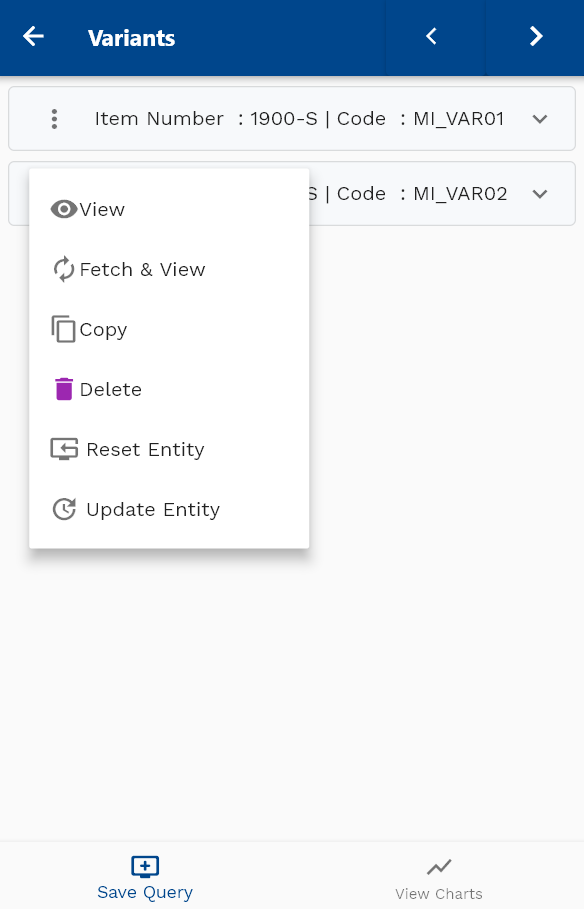 Variants
Item Number : 1900-S | Code : MI_VAR01
S | Code : MI_VAR02
View
Fetch & View
Copy
Delete
Reset Entity
Update Entity
Save Query
View Charts